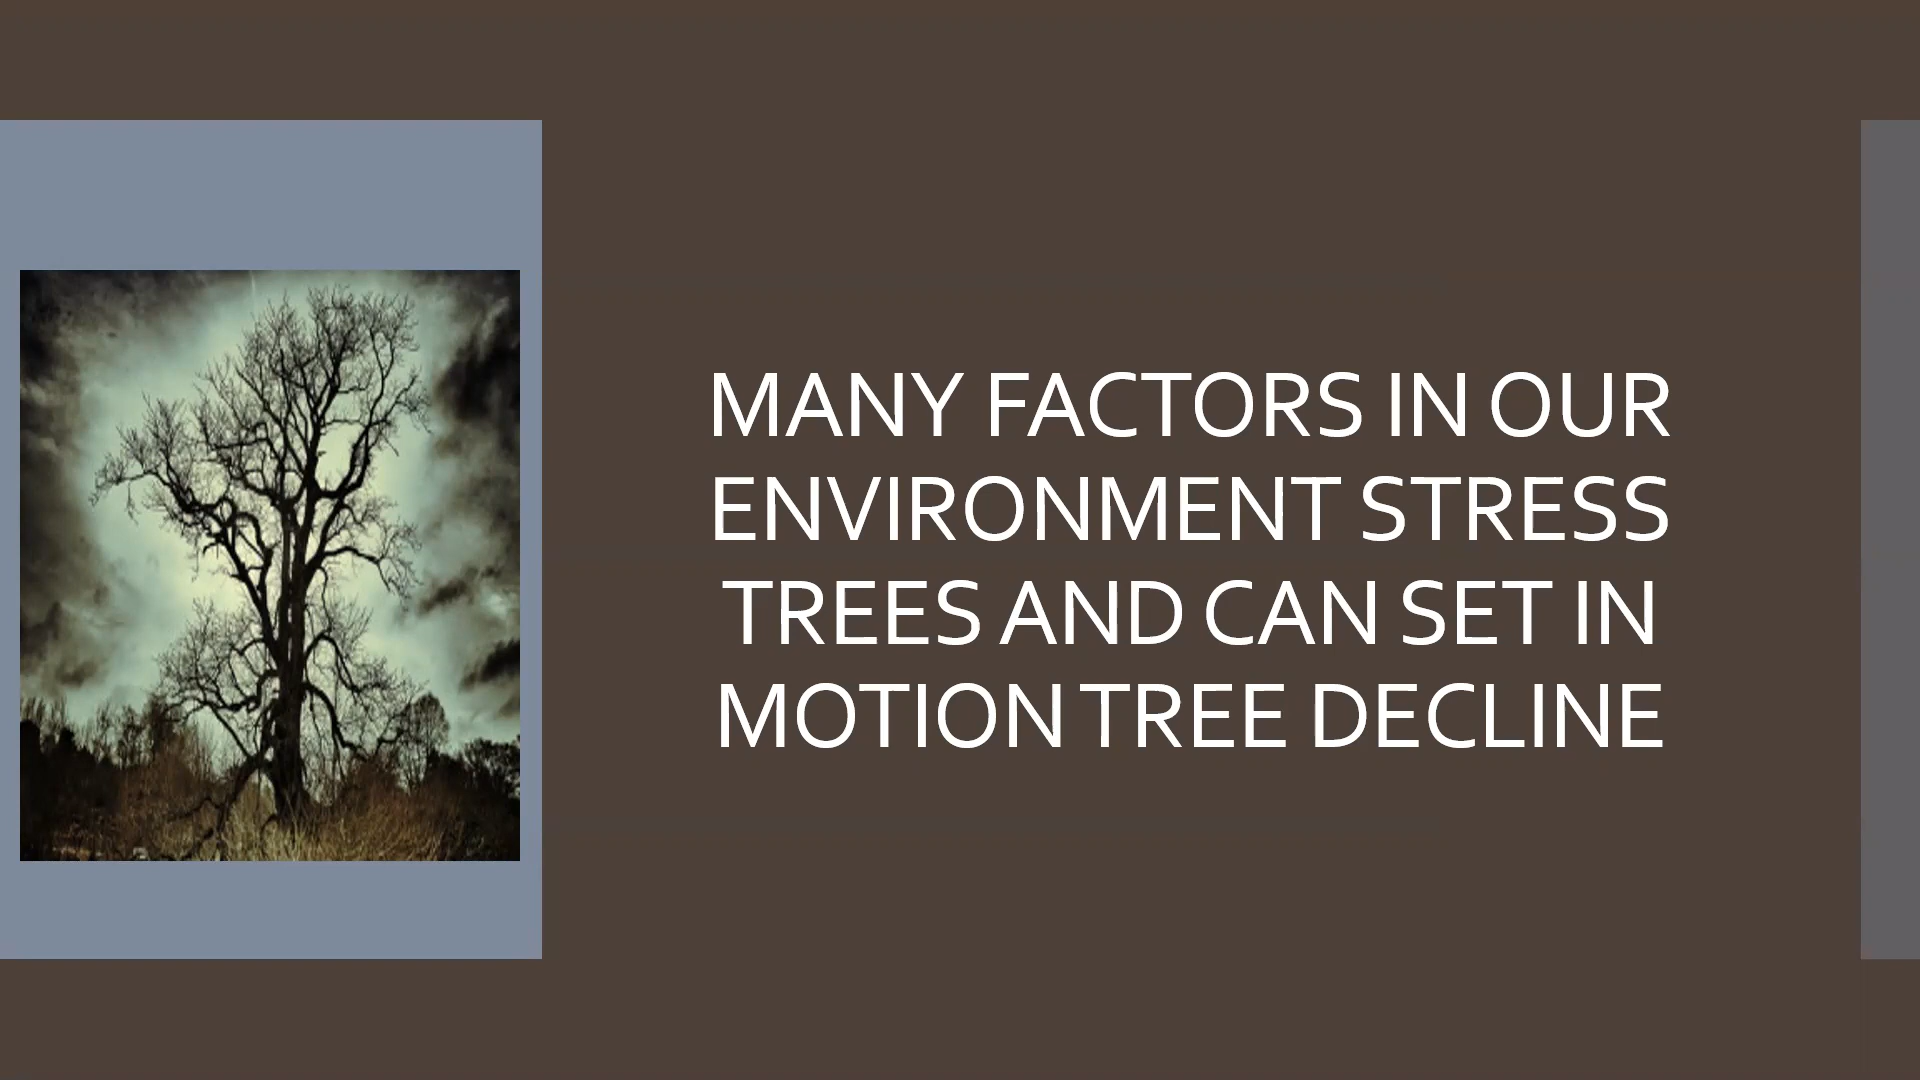 MANY FACTORS IN OUR
ENVIRONMENT STRESS
TREES AND CAN SET IN
MOTION TREE DECLINE